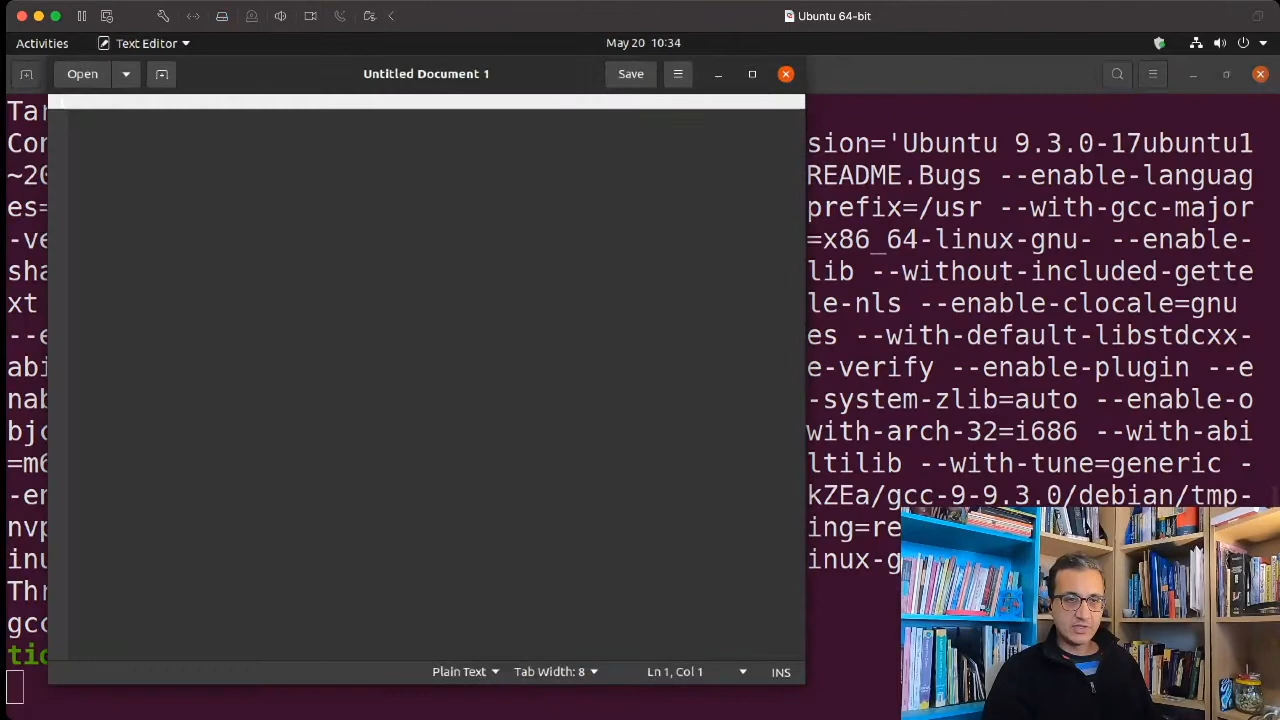 Ubuntu 64-bit
Activities Text Editor May 20 10:34
Open Untitled Document 1 Save
Tar
Con sion='Ubuntu 9.3.0-17ubuntu1
~20 README.Bugs --enable-languag
es= prefix=/usr --with-gcc-major
-ve =x86_64-linux-gnu- --enable-
sha lib --without-included-gette
xt le-nls --enable-clocale=gnu
--e es --with-default-libstdcxx-
abi e-verify --enable-plugin --e
nab -system-zlib=auto --enable-o
bjc with-arch-32=i686 --with-abi
=m6 ltilib --with-tune=generic -
-en kZEa/gcc-9-9.3.0/debian/tmp-
nvp ing=re
inu inux-g
Thr
gcc
tio
Plain Text Tab Width: 8 Ln 1, Col 1 INS